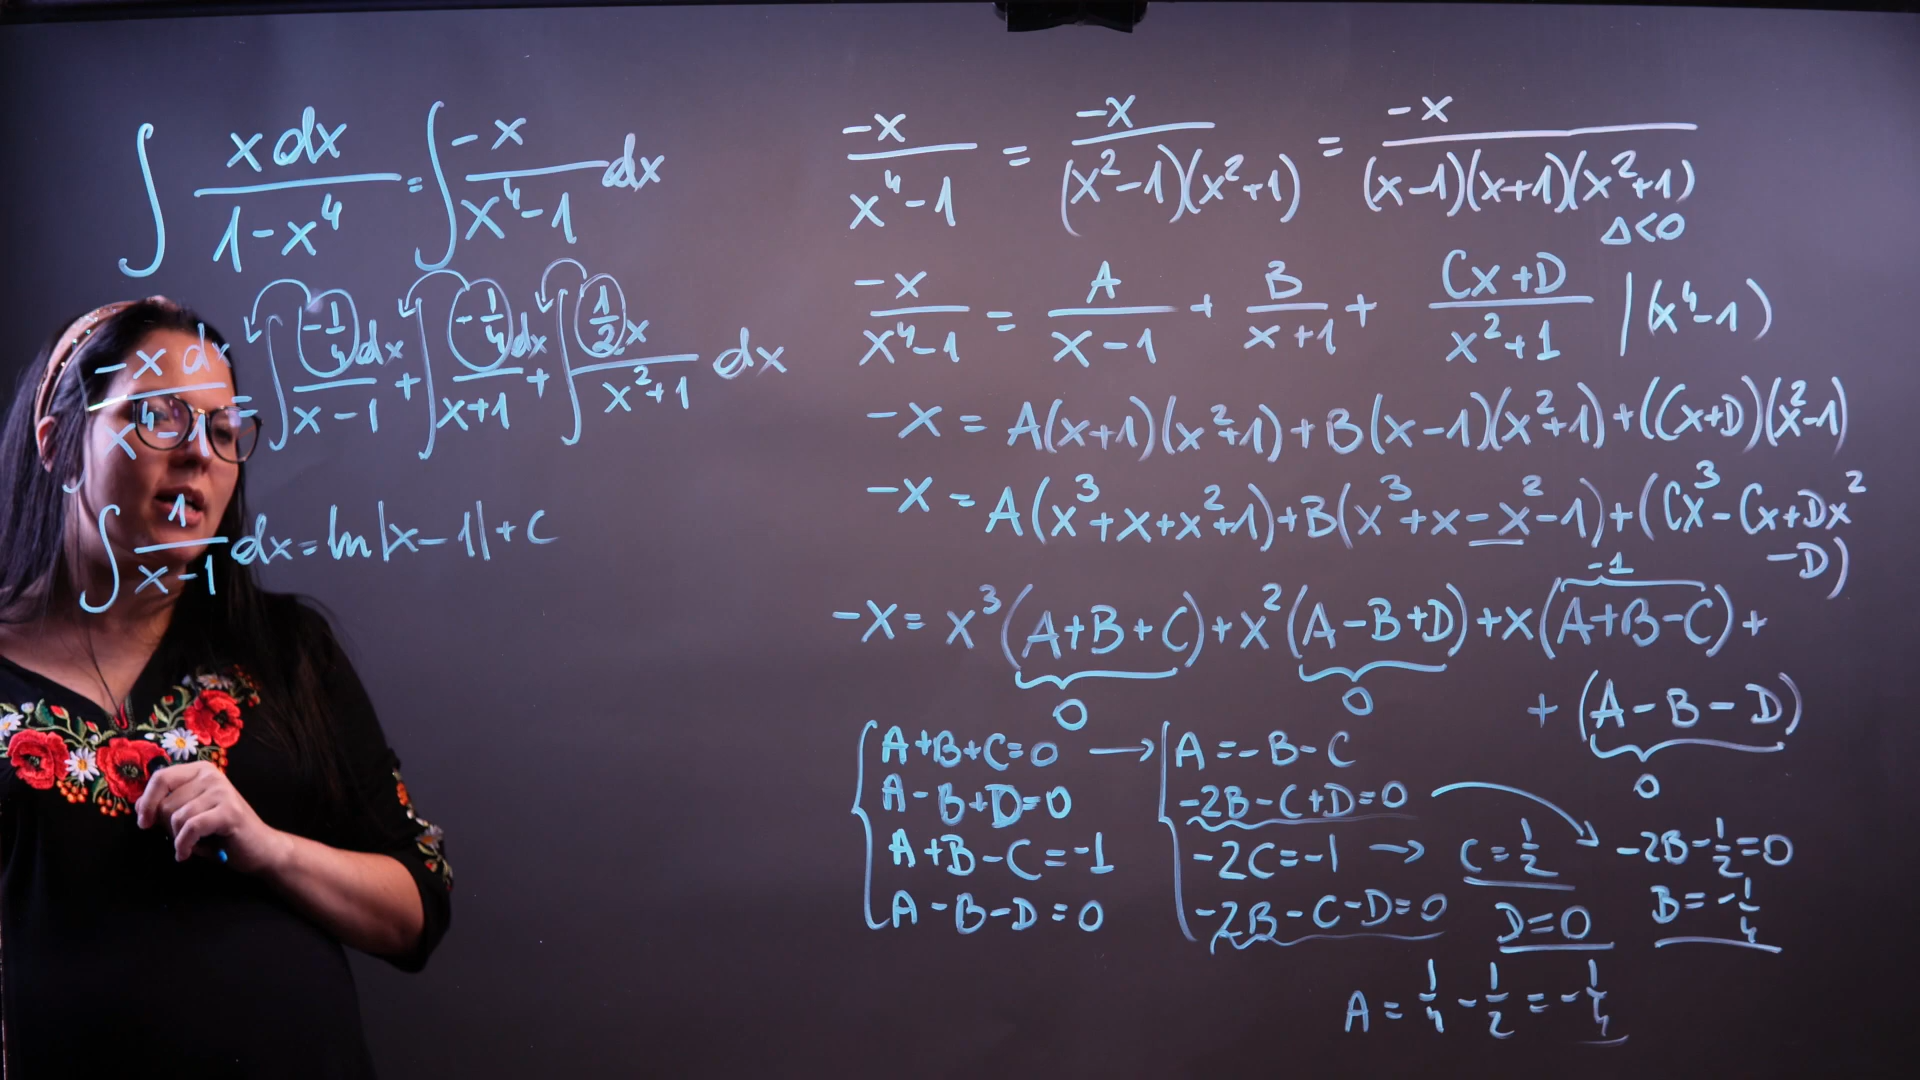 ∫ x dx / (1-x⁴) = ∫ -x / (x⁴-1) dx
∫ -x dx / (x⁴-1) = ∫ (-1/4) dx / (x-1) + ∫ (-1/4) dx / (x+1) + ∫ (1/2) x / (x²+1) dx
∫ 1 / (x-1) dx = ln|x-1| + C
-x / (x⁴-1) = -x / ((x²-1)(x²+1)) = -x / ((x-1)(x+1)(x²+1))
Δ<0
-x / (x⁴-1) = A / (x-1) + B / (x+1) + (Cx+D) / (x²+1) |(x⁴-1)
-x = A(x+1)(x²+1)+B(x-1)(x²+1)+(Cx+D)(x²-1)
-x = A(x³+x+x²+1)+B(x³+x-x²-1)+(Cx³-Cx+Dx²
-D)
-1
-x = x³(A+B+C)+x²(A-B+D)+x(A+B-C)+
0 0
+(A-B-D)
0
A+B+C=0 → A=-B-C
A-B+D=0 -2B-C+D=0
A+B-C=-1 -2C=-1 → C=1/2 -2B-1/2=0
A-B-D=0 -2B-C-D=0 D=0 B=-1/4
A = 1/4 - 1/2 = -1/4